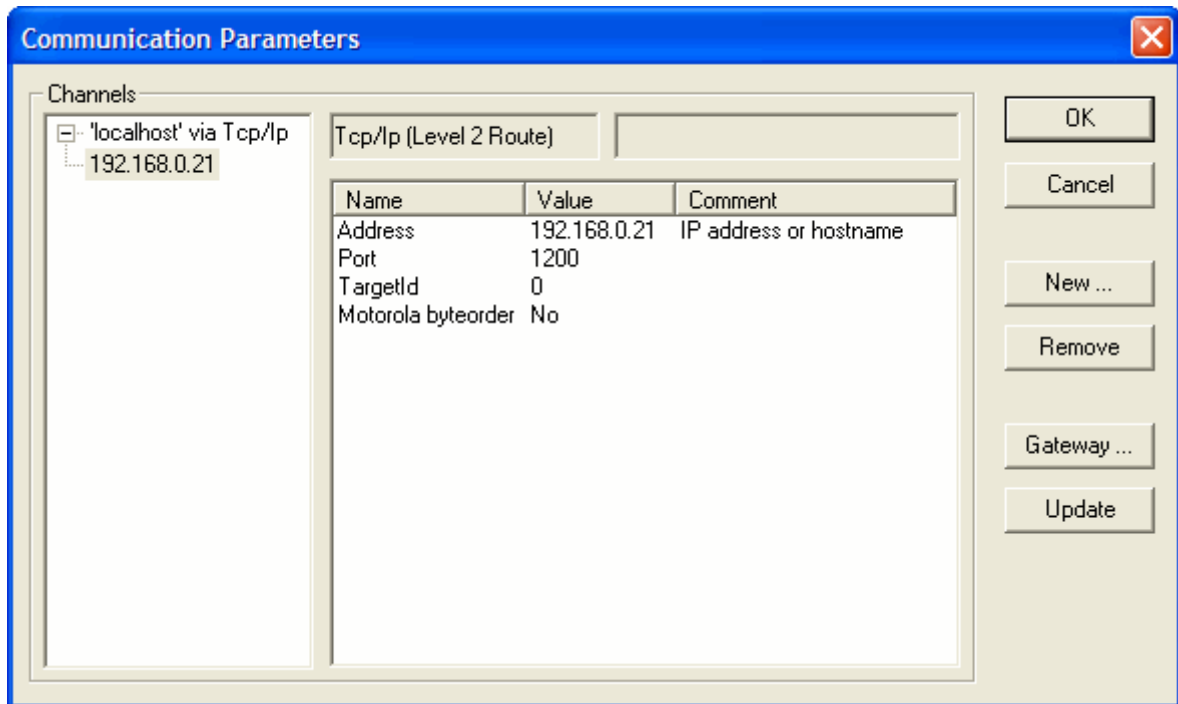 Communication Parameters
Channels
'localhost' via Tcp/Ip
192.168.0.21
Tcp/Ip (Level 2 Route)
Name Value Comment
Address 192.168.0.21 IP address or hostname
Port 1200
TargetId 0
Motorola byteorder No
OK
Cancel
New ...
Remove
Gateway ...
Update